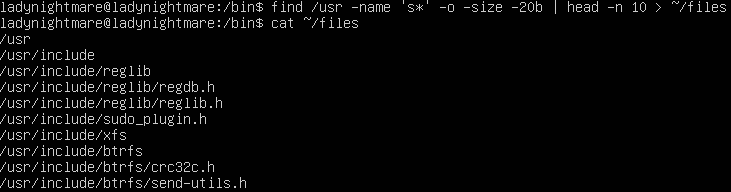 ladynightmare@ladynightmare:/bin$ find /usr -name 's*' -o -size -20b | head -n 10 > ~/files
ladynightmare@ladynightmare:/bin$ cat ~/files
/usr
/usr/include
/usr/include/reglib
/usr/include/reglib/regdb.h
/usr/include/reglib/reglib.h
/usr/include/sudo_plugin.h
/usr/include/xfs
/usr/include/btrfs
/usr/include/btrfs/crc32c.h
/usr/include/btrfs/send-utils.h